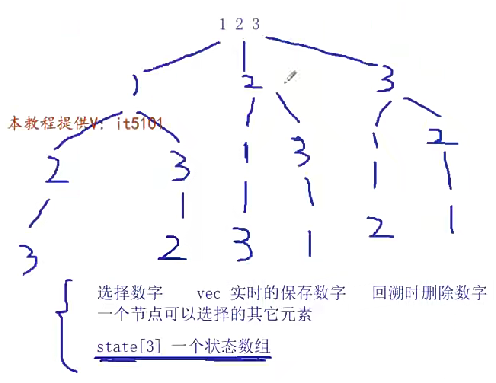 1 2 3
1 2 3
本教程提供V: it5101
2 3 1 3 1 2
3 2 3 1 2 1
选择数字 vec 实时的保存数字 回溯时删除数字
一个节点可以选择的其它元素
state[3] 一个状态数组